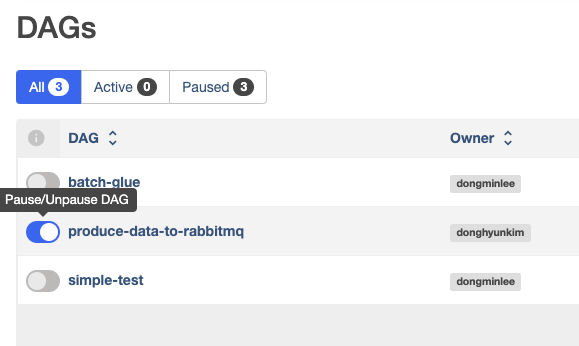 DAGs
All 3 Active 0 Paused 3
i DAG Owner
batch-glue dongminlee
Pause/Unpause DAG
produce-data-to-rabbitmq donghyunkim
simple-test dongminlee